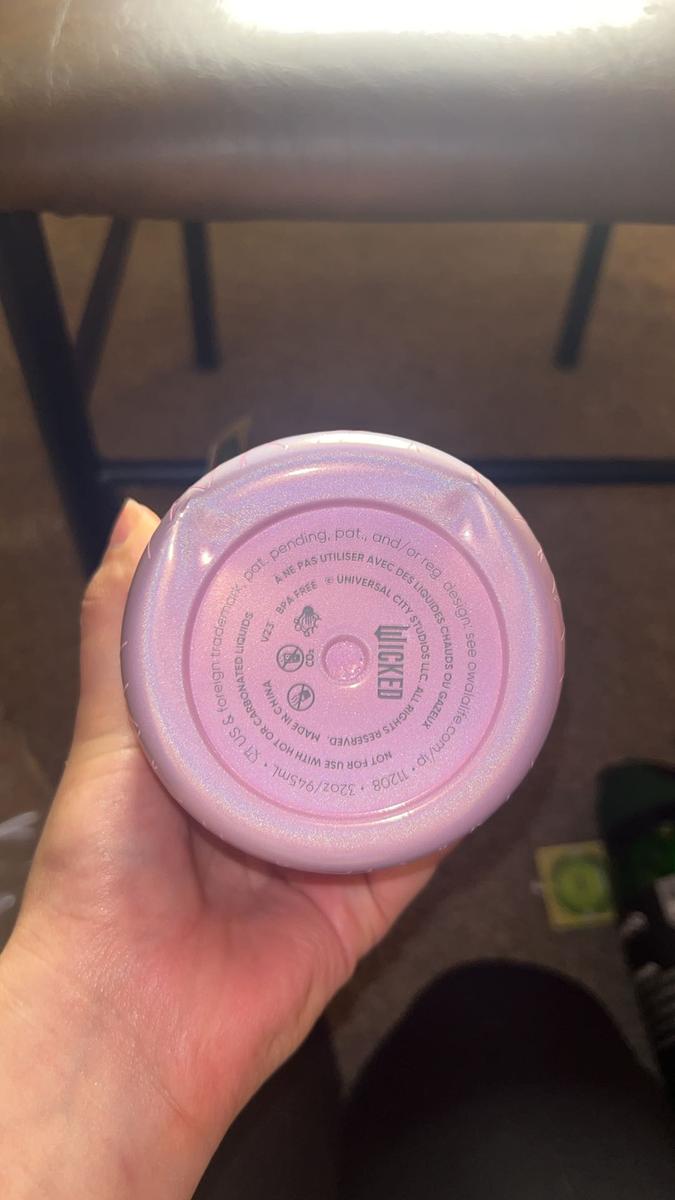 US & foreign trademark, pat. pending, pat., and/or reg. design; see owalalife.com/ip • 11208 • 32oz/945mL •
NOT FOR USE WITH HOT OR CARBONATED LIQUIDS
À NE PAS UTILISER AVEC DES LIQUIDES CHAUDS OU GAZEUX
V23 BPA FREE © UNIVERSAL CITY STUDIOS LLC. ALL RIGHTS RESERVED. MADE IN CHINA
WICKED